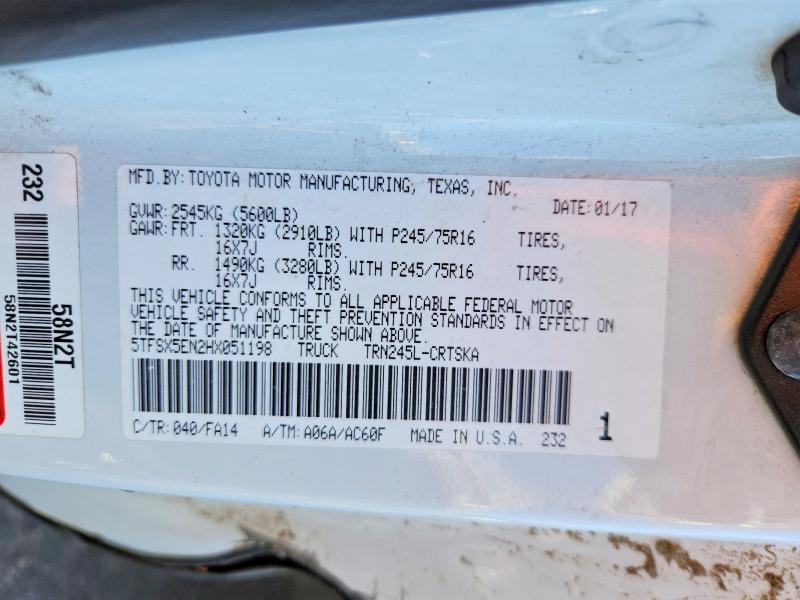 232
58N2T
58N2T42601
MFD.BY:TOYOTA MOTOR MANUFACTURING, TEXAS, INC.
DATE:01/17
GVWR:2545KG (5600LB)
GAWR:FRT. 1320KG (2910LB) WITH P245/75R16 TIRES,
16X7J RIMS.
RR. 1490KG (3280LB) WITH P245/75R16 TIRES,
16X7J RIMS.
THIS VEHICLE CONFORMS TO ALL APPLICABLE FEDERAL MOTOR
VEHICLE SAFETY AND THEFT PREVENTION STANDARDS IN EFFECT ON
THE DATE OF MANUFACTURE SHOWN ABOVE.
5TFSX5EN2HX051198 TRUCK TRN245L-CRTSKA
C/TR:040/FA14 A/TM:A06A/AC60F MADE IN U.S.A. 232 1